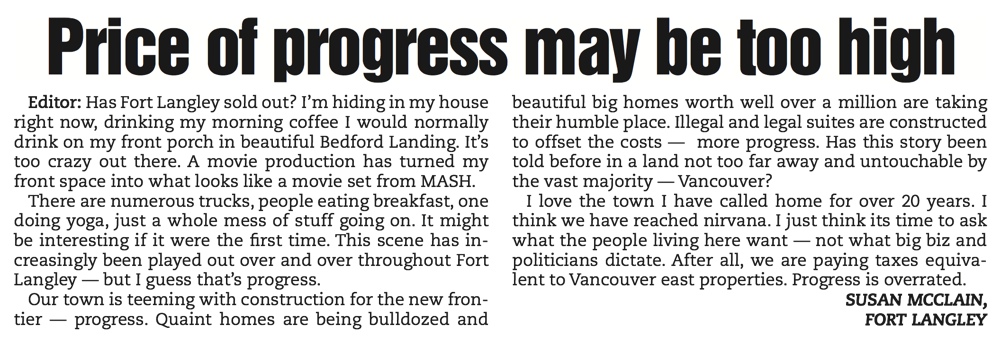 Price of progress may be too high
Editor: Has Fort Langley sold out? I'm hiding in my house
right now, drinking my morning coffee I would normally
drink on my front porch in beautiful Bedford Landing. It's
too crazy out there. A movie production has turned my
front space into what looks like a movie set from MASH.
There are numerous trucks, people eating breakfast, one
doing yoga, just a whole mess of stuff going on. It might
be interesting if it were the first time. This scene has in-
creasingly been played out over and over throughout Fort
Langley — but I guess that's progress.
Our town is teeming with construction for the new fron-
tier — progress. Quaint homes are being bulldozed and
beautiful big homes worth well over a million are taking
their humble place. Illegal and legal suites are constructed
to offset the costs — more progress. Has this story been
told before in a land not too far away and untouchable by
the vast majority — Vancouver?
I love the town I have called home for over 20 years. I
think we have reached nirvana. I just think its time to ask
what the people living here want — not what big biz and
politicians dictate. After all, we are paying taxes equiva-
lent to Vancouver east properties. Progress is overrated.
SUSAN MCCLAIN,
FORT LANGLEY